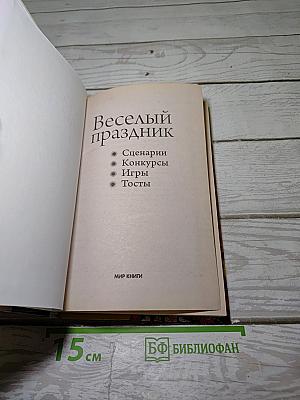 Веселый
праздник
Сценарии
Конкурсы
Игры
Тосты
МИР КНИГИ
15 см
БФ БИБЛИОФАН